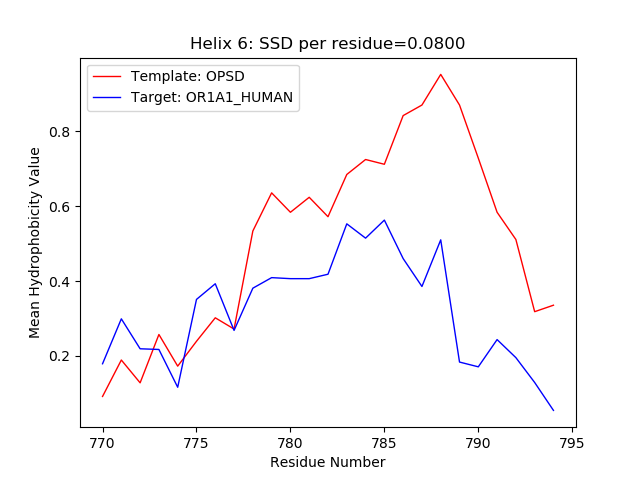 Helix 6: SSD per residue=0.0800
Template: OPSD
Target: OR1A1_HUMAN
Mean Hydrophobicity Value
0.8
0.6
0.4
0.2
770
775
780
785
790
795
Residue Number